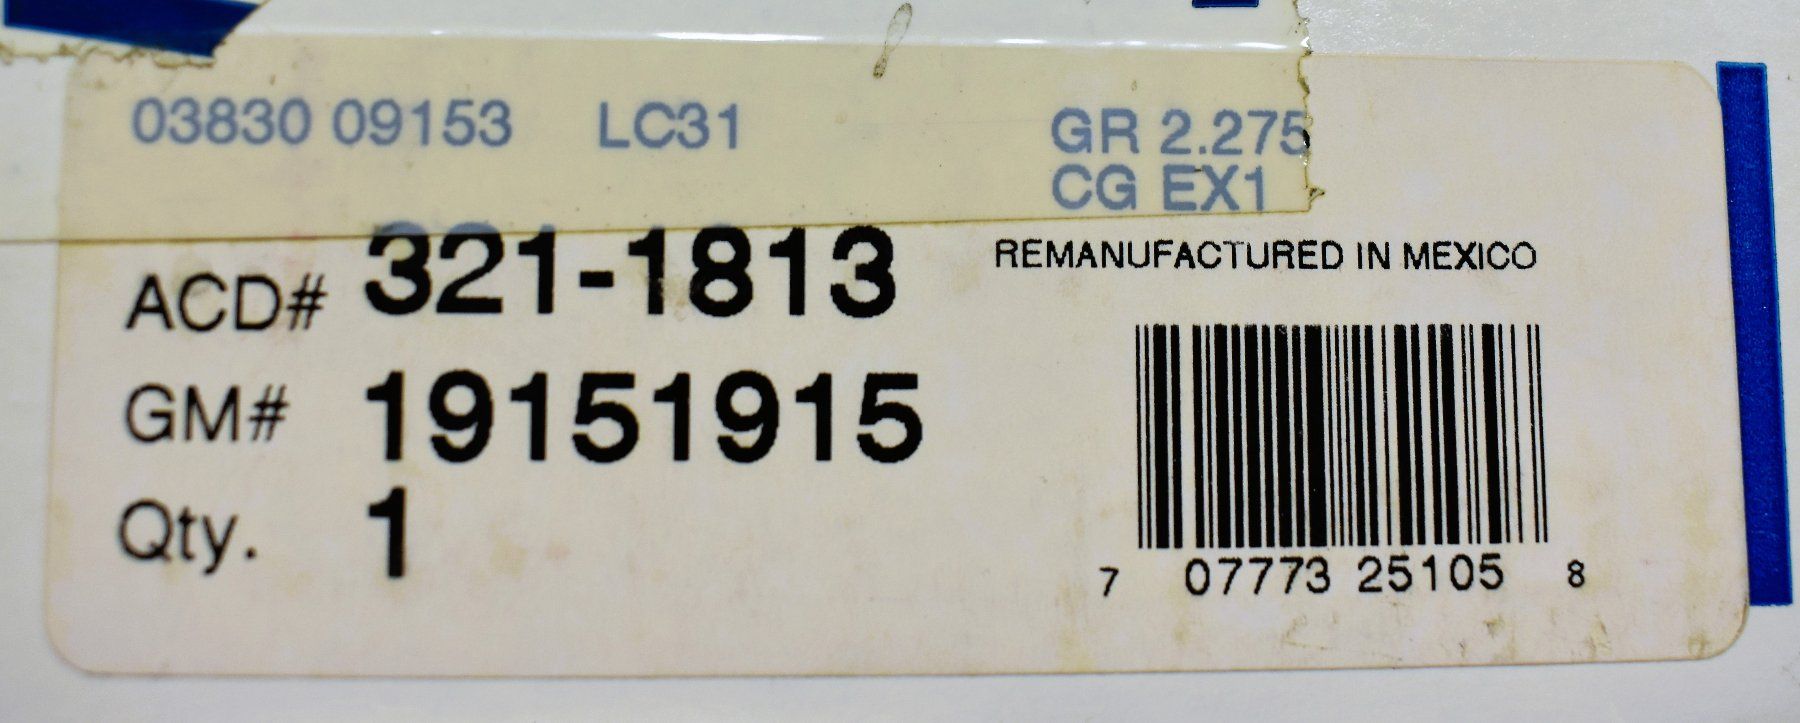 03830 09153 LC31 GR 2.275
CG EX1
ACD# 321-1813
REMANUFACTURED IN MEXICO
GM# 19151915
Qty. 1
7 07773 25105 8